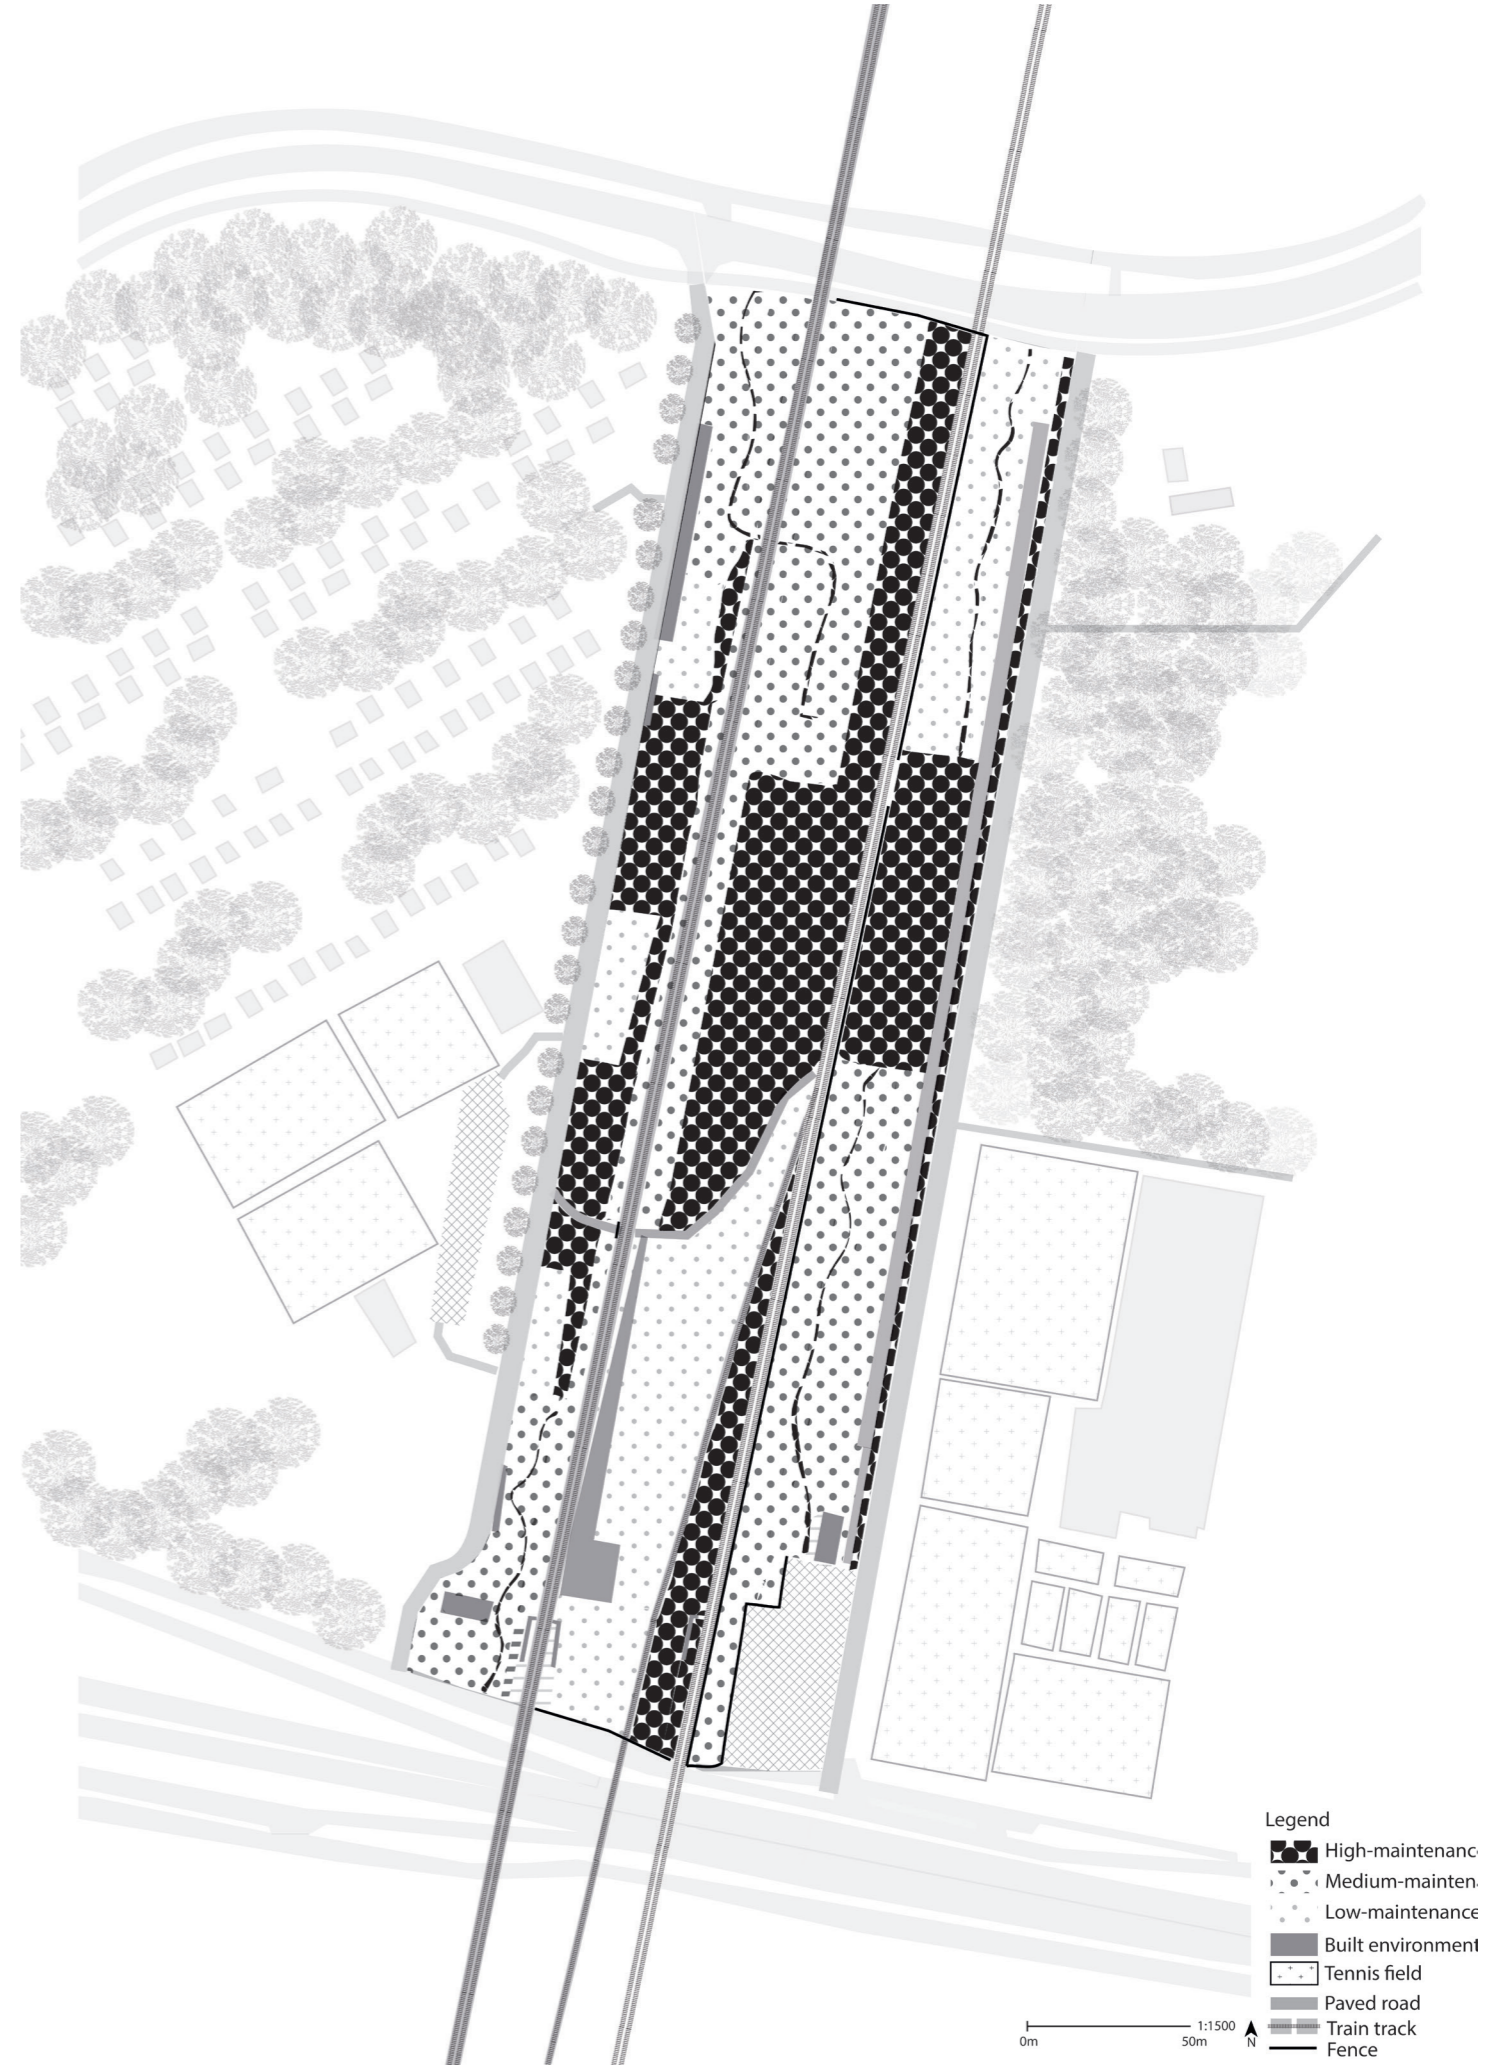 Legend
High-maintenanc
Medium-mainten
Low-maintenance
Built environment
Tennis field
Paved road
Train track
Fence
1:1500
0m 50m N